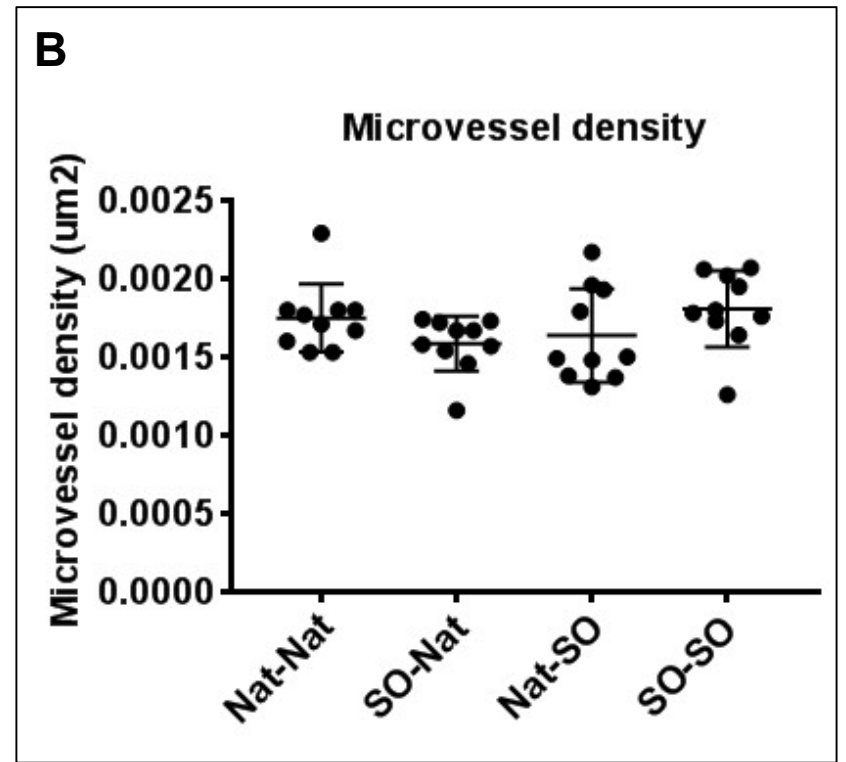 B
Microvessel density
Microvessel density (um2)
0.0025
0.0020
0.0015
0.0010
0.0005
0.0000
Nat-Nat
SO-Nat
Nat-SO
SO-SO